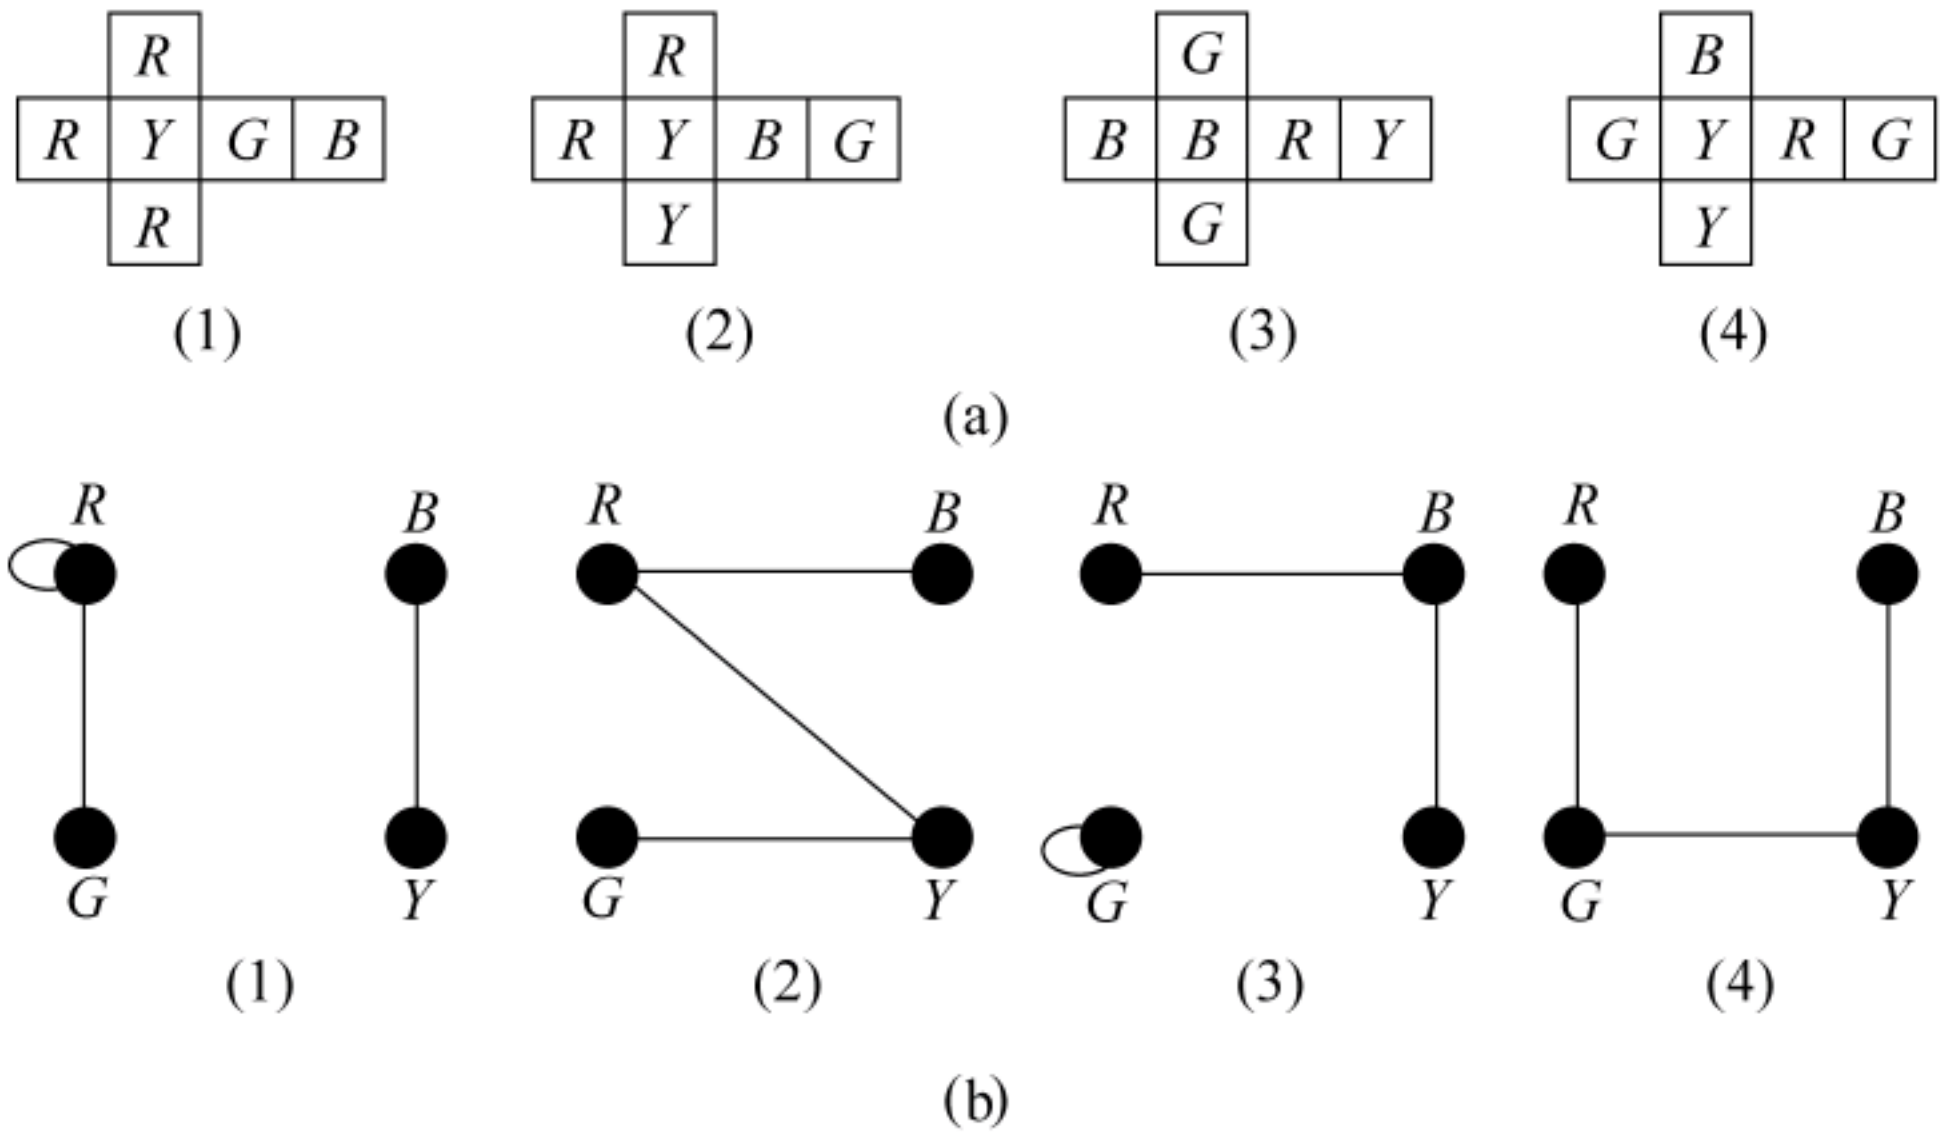 R R G B
R Y G B R Y B G B B R Y G Y R G
R Y G Y
(1) (2) (3) (4)
(a)
R B R B R B R B
G Y G Y G Y G Y
(1) (2) (3) (4)
(b)